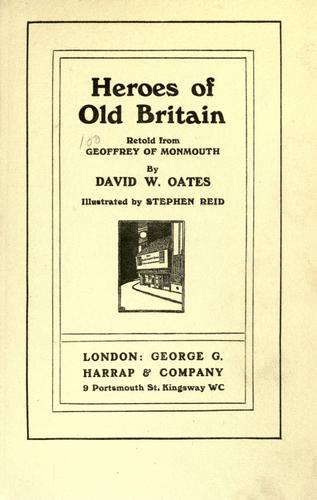 Heroes of
Old Britain
Retold from
100
GEOFFREY OF MONMOUTH
By
DAVID W. OATES
Illustrated by STEPHEN REID
LONDON: GEORGE G.
HARRAP & COMPANY
9 Portsmouth St. Kingsway WC